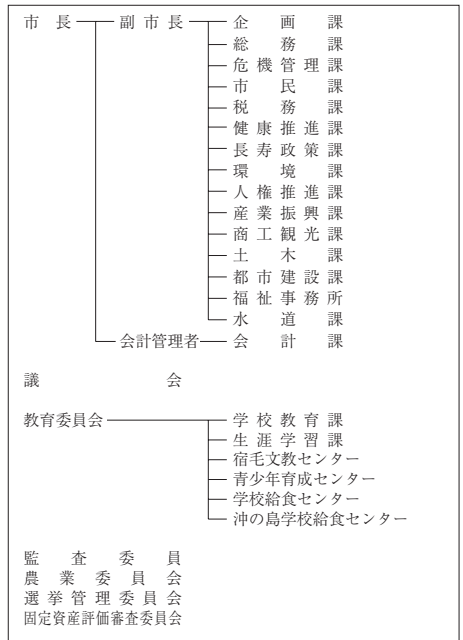 市長 副市長 企画課
総務課
危機管理課
市民課
税務課
健康推進課
長寿政策課
環境課
人権推進課
産業振興課
商工観光課
土木課
都市建設課
福祉事務所
水道課
会計管理者 会計課
議会
教育委員会 学校教育課
生涯学習課
宿毛文教センター
青少年育成センター
学校給食センター
沖の島学校給食センター
監査委員
農業委員会
選挙管理委員会
固定資産評価審査委員会